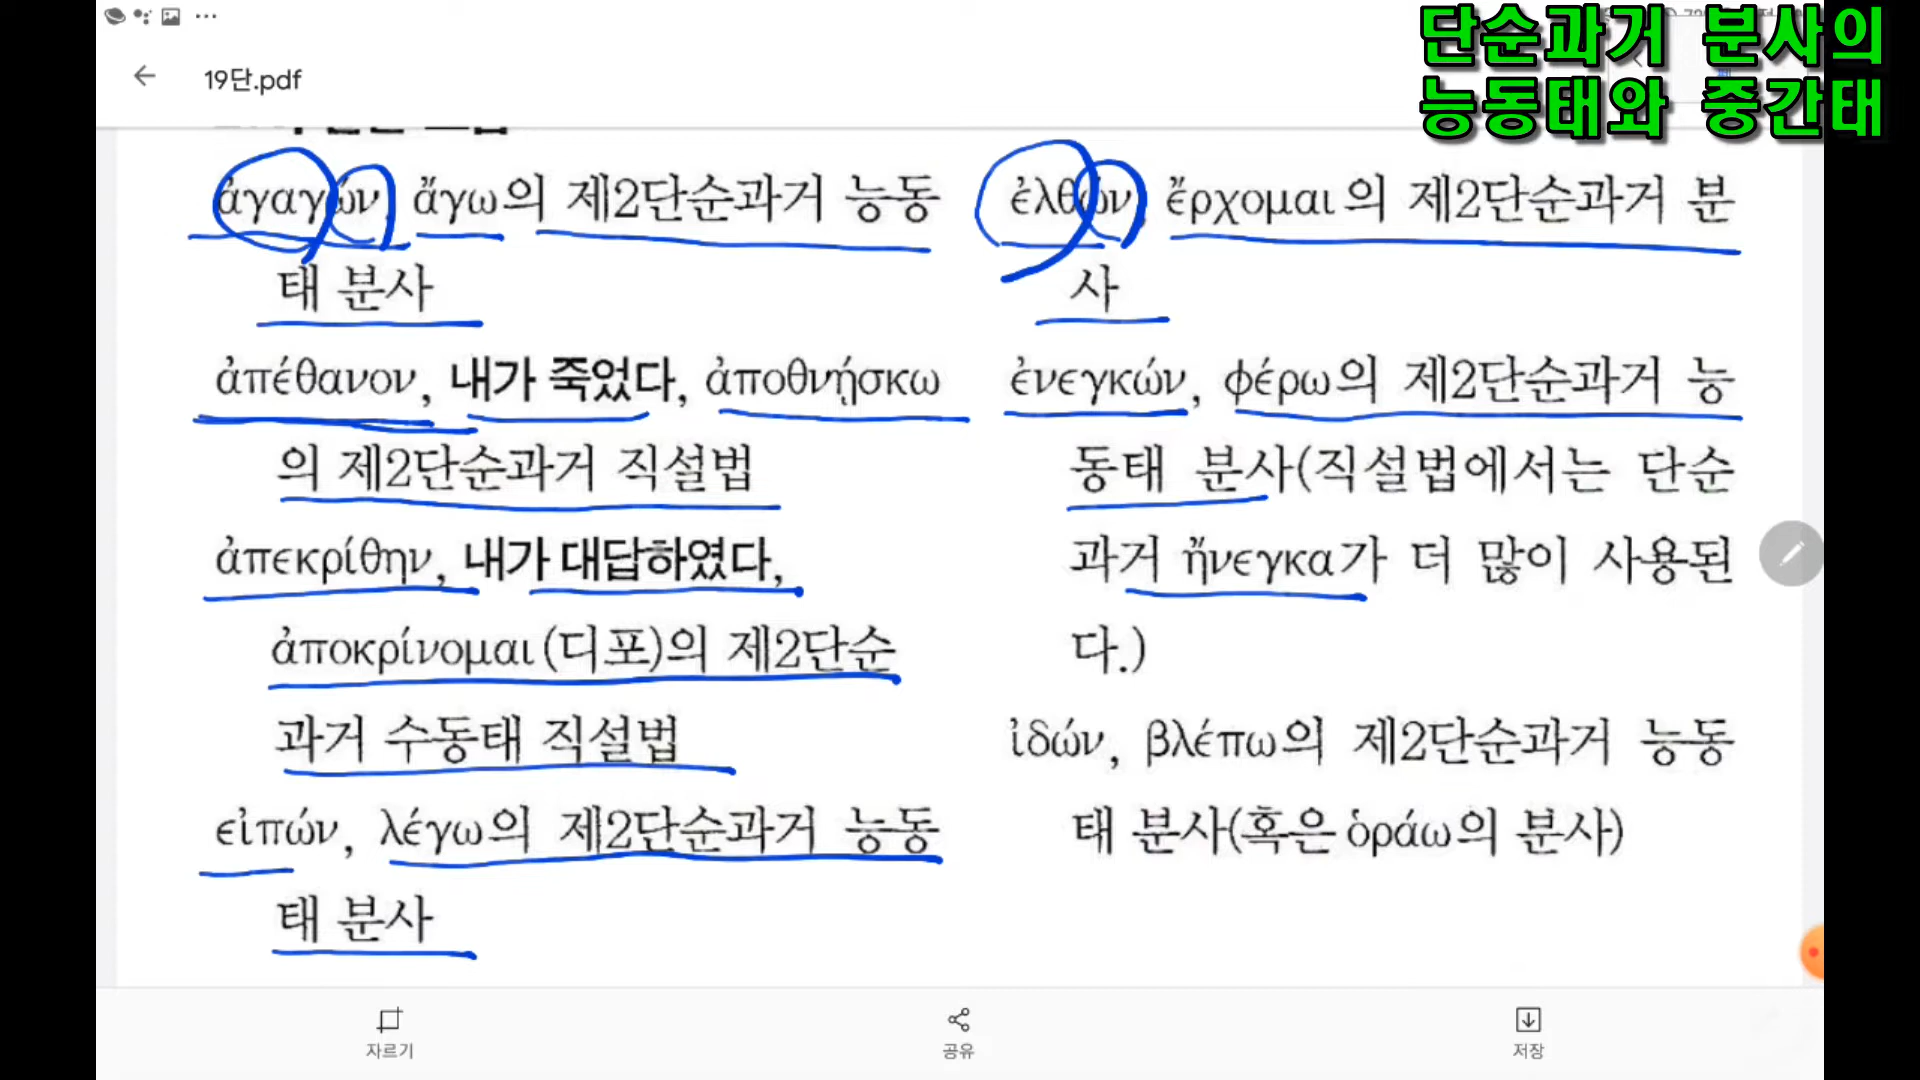 단순과거 분사의
능동태와 중간태
19단.pdf
ἀγαγών, ἄγω의 제2단순과거 능동
태 분사
ἀπέθανον, 내가 죽었다, ἀποθνῄσκω
의 제2단순과거 직설법
ἀπεκρίθην, 내가 대답하였다,
ἀποκρίνομαι(디포)의 제2단순
과거 수동태 직설법
εἰπών, λέγω의 제2단순과거 능동
태 분사
ἐλθών, ἔρχομαι의 제2단순과거 분
사
ἐνεγκών, φέρω의 제2단순과거 능
동태 분사(직설법에서는 단순
과거 ἤνεγκα가 더 많이 사용된
다.)
ἰδών, βλέπω의 제2단순과거 능동
태 분사(혹은 ὁράω의 분사)
자르기
공유
저장